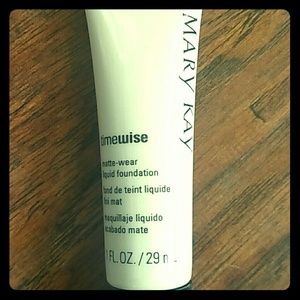 MARY KAY
timewise
matte-wear
liquid foundation
fond de teint liquide
fini mat
maquillaje líquido
acabado mate
1 FL.OZ./29 m